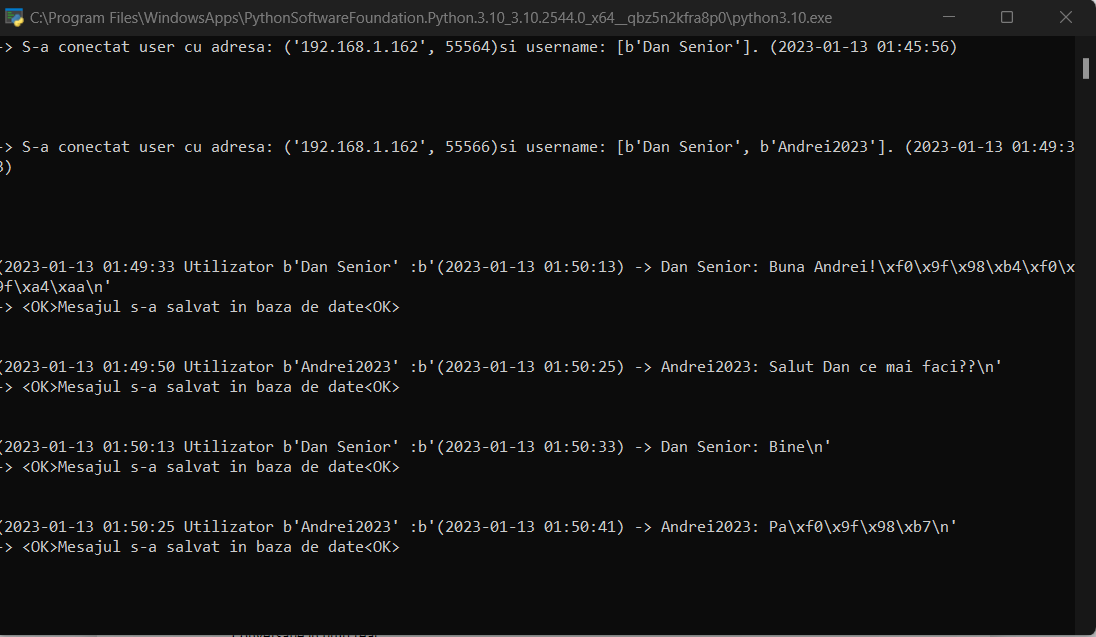 C:\Program Files\WindowsApps\PythonSoftwareFoundation.Python.3.10_3.10.2544.0_x64__qbz5n2kfra8p0\python3.10.exe
-> S-a conectat user cu adresa: ('192.168.1.162', 55564)si username: [b'Dan Senior']. (2023-01-13 01:45:56)
-> S-a conectat user cu adresa: ('192.168.1.162', 55566)si username: [b'Dan Senior', b'Andrei2023']. (2023-01-13 01:49:3
3)
(2023-01-13 01:49:33 Utilizator b'Dan Senior' :b'(2023-01-13 01:50:13) -> Dan Senior: Buna Andrei!\xf0\x9f\x98\xb4\xf0\x
9f\xa4\xaa\n'
-> <OK>Mesajul s-a salvat in baza de date<OK>
(2023-01-13 01:49:50 Utilizator b'Andrei2023' :b'(2023-01-13 01:50:25) -> Andrei2023: Salut Dan ce mai faci??\n'
-> <OK>Mesajul s-a salvat in baza de date<OK>
(2023-01-13 01:50:13 Utilizator b'Dan Senior' :b'(2023-01-13 01:50:33) -> Dan Senior: Bine\n'
-> <OK>Mesajul s-a salvat in baza de date<OK>
(2023-01-13 01:50:25 Utilizator b'Andrei2023' :b'(2023-01-13 01:50:41) -> Andrei2023: Pa\xf0\x9f\x98\xb7\n'
-> <OK>Mesajul s-a salvat in baza de date<OK>